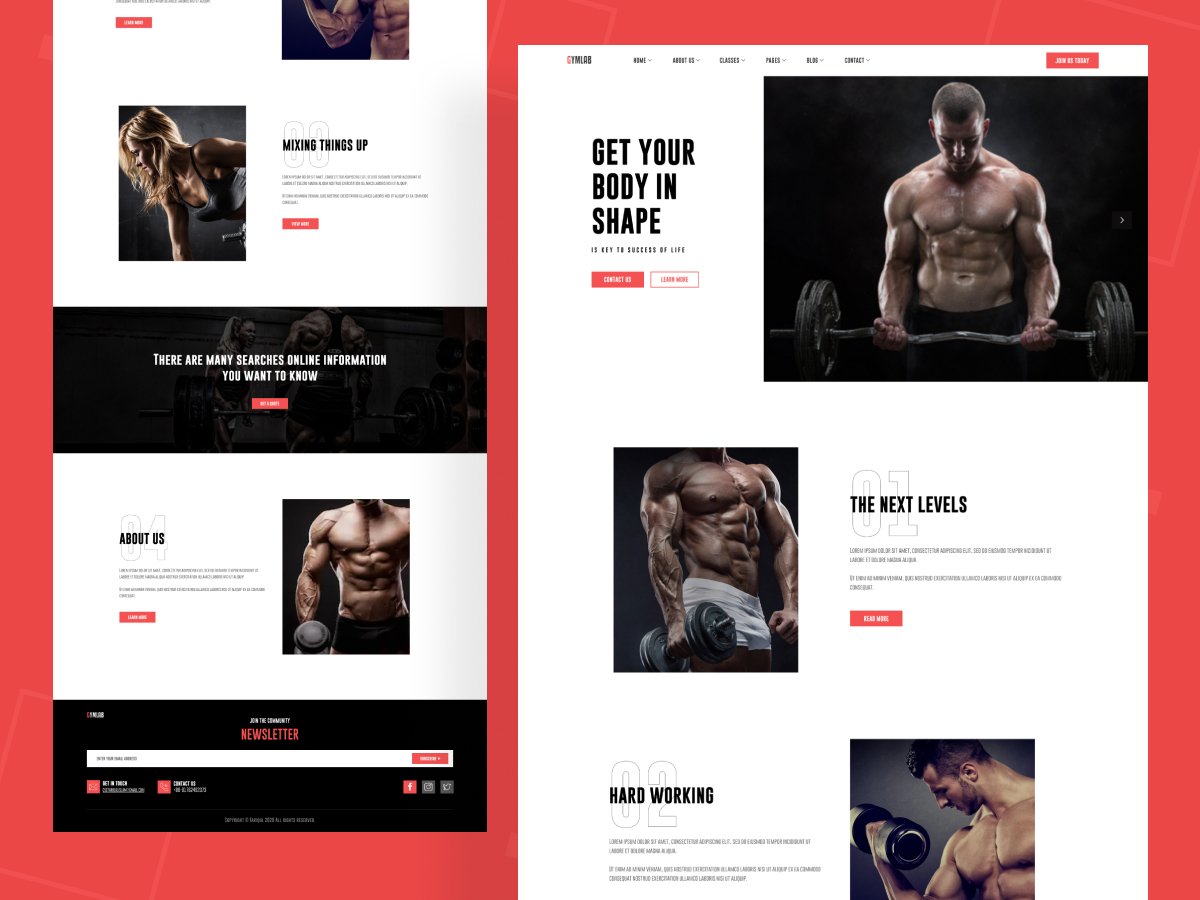 LEARN MORE
03
MIXING THINGS UP
LOREM IPSUM DOLOR SIT AMET, CONSECTETUR ADIPISCING ELIT, SED DO EIUSMOD TEMPOR INCIDIDUNT UT
LABORE ET DOLORE MAGNA ALIQUA NOSTRUD EXERCITATION ULLAMCO LABORIS NISI UT ALIQUIP.
UT ENIM AD MINIM VENIAM, QUIS NOSTRUD EXERCITATION ULLAMCO LABORIS NISI UT ALIQUIP EX EA COMMODO
CONSEQUAT.
VIEW MORE
THERE ARE MANY SEARCHES ONLINE INFORMATION
YOU WANT TO KNOW
GET A QUOTE
04
ABOUT US
LOREM IPSUM DOLOR SIT AMET, CONSECTETUR ADIPISCING ELIT, SED DO EIUSMOD TEMPOR INCIDIDUNT UT
LABORE ET DOLORE MAGNA ALIQUA NOSTRUD EXERCITATION ULLAMCO LABORIS NISI UT ALIQUIP.
UT ENIM AD MINIM VENIAM, QUIS NOSTRUD EXERCITATION ULLAMCO LABORIS NISI UT ALIQUIP EX EA COMMODO
CONSEQUAT.
LEARN MORE
GYMLAB
JOIN THE COMMUNITY
NEWSLETTER
ENTER YOUR EMAIL ADDRESS
SUBSCRIBE
GET IN TOUCH
CONTACT US
COPYRIGHT © FARIQUA 2020 ALL RIGHTS RESERVED
GYMLAB
HOME
ABOUT US
CLASSES
PAGES
BLOG
CONTACT
JOIN US TODAY
GET YOUR
BODY IN
SHAPE
IS KEY TO SUCCESS OF LIFE
CONTACT US
LEARN MORE
01
THE NEXT LEVELS
LOREM IPSUM DOLOR SIT AMET, CONSECTETUR ADIPISCING ELIT, SED DO EIUSMOD TEMPOR INCIDIDUNT UT
LABORE ET DOLORE MAGNA ALIQUA.
UT ENIM AD MINIM VENIAM, QUIS NOSTRUD EXERCITATION ULLAMCO LABORIS NISI UT ALIQUIP EX EA COMMODO
CONSEQUAT.
READ MORE
02
HARD WORKING
LOREM IPSUM DOLOR SIT AMET, CONSECTETUR ADIPISCING ELIT, SED DO EIUSMOD TEMPOR INCIDIDUNT UT
LABORE ET DOLORE MAGNA ALIQUA.
UT ENIM AD MINIM VENIAM, QUIS NOSTRUD EXERCITATION ULLAMCO LABORIS NISI UT ALIQUIP EX EA COMMODO
CONSEQUAT NOSTRUD EXERCITATION ULLAMCO LABORIS NISI UT ALIQUIP.